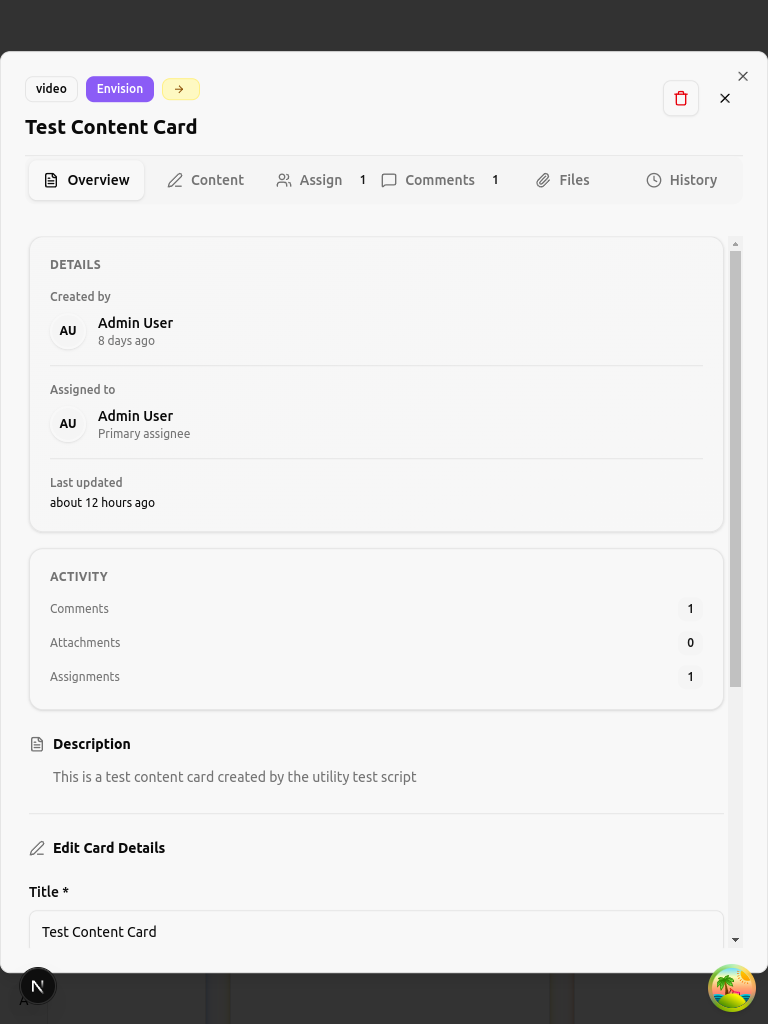 video Envision →
Test Content Card
Overview Content Assign 1 Comments 1 Files History
DETAILS
Created by
AU Admin User
8 days ago
Assigned to
AU Admin User
Primary assignee
Last updated
about 12 hours ago
ACTIVITY
Comments 1
Attachments 0
Assignments 1
Description
This is a test content card created by the utility test script
Edit Card Details
Title *
Test Content Card
N
A